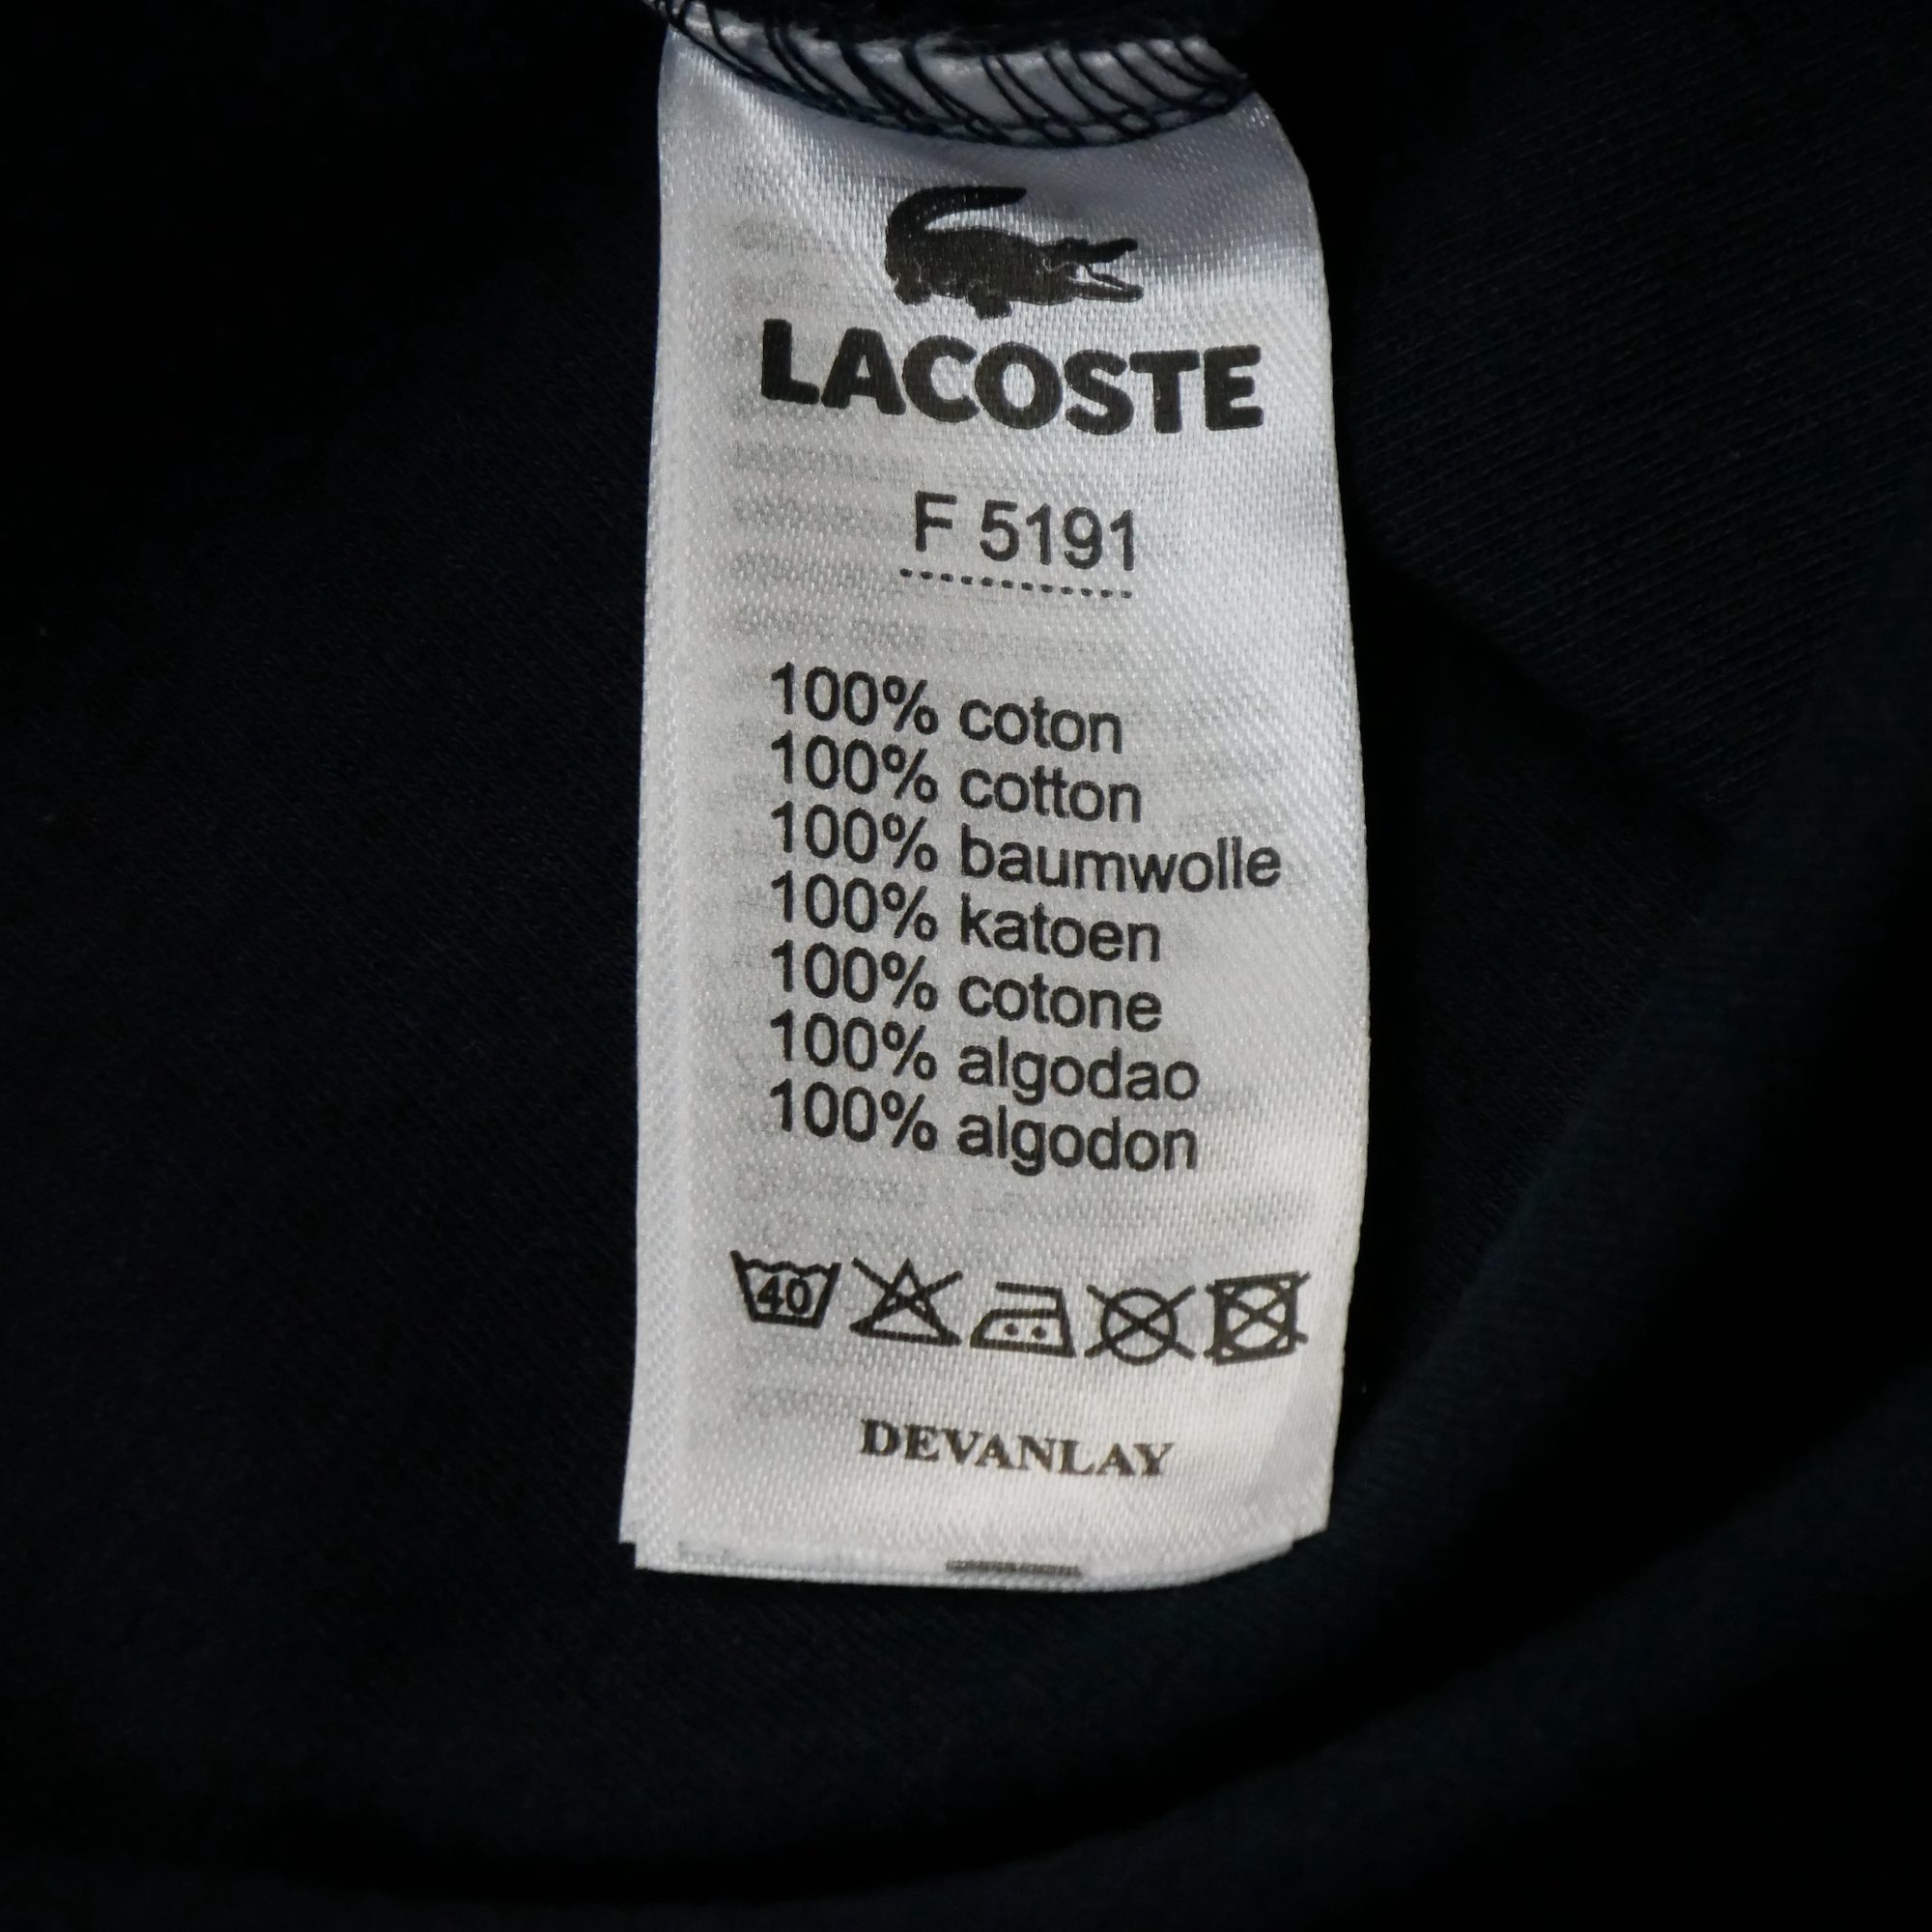 LACOSTE
F 5191
100% coton
100% cotton
100% baumwolle
100% katoen
100% cotone
100% algodao
100% algodon
40
DEVANLAY